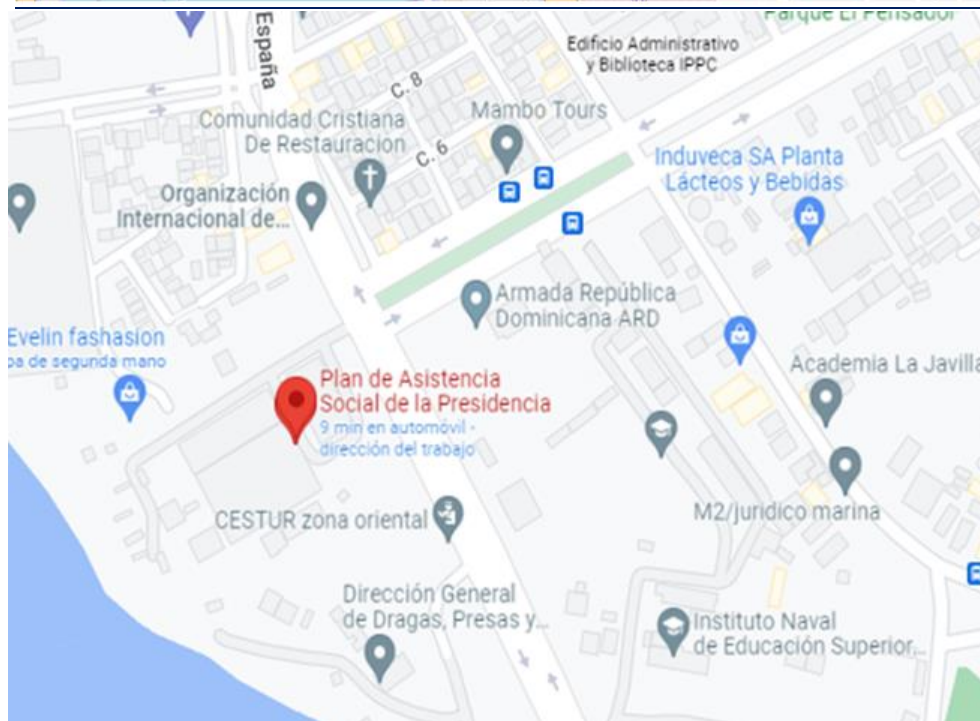 España
Parque El Pensador
Edificio Administrativo
y Biblioteca IPPC
C. 8
Comunidad Cristiana
De Restauracion
C. 6
Mambo Tours
Organización
Internacional de...
Induveca SA Planta
Lácteos y Bebidas
Armada República
Dominicana ARD
Evelin fashasion
pa de segunda mano
Plan de Asistencia
Social de la Presidencia
9 min en automóvil -
dirección del trabajo
Academia La Javilla
CESTUR zona oriental
M2/juridico marina
Dirección General
de Dragas, Presas y...
Instituto Naval
de Educación Superior...